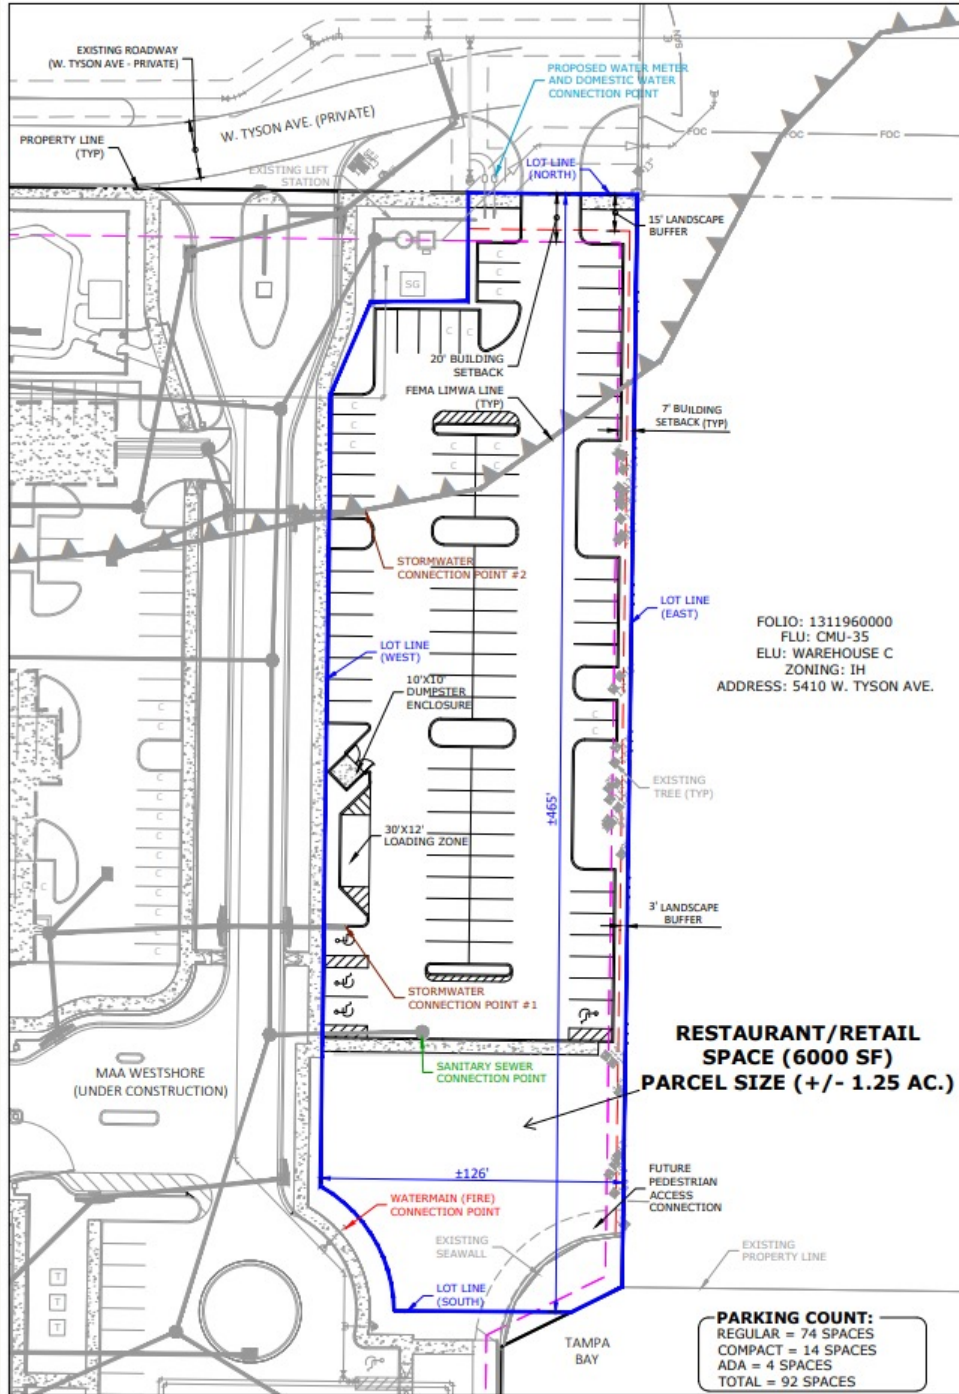 EXISTING ROADWAY
(W. TYSON AVE - PRIVATE)
PROPOSED WATER METER
AND DOMESTIC WATER
CONNECTION POINT
SAN
W. TYSON AVE. (PRIVATE)
FOC
FOC
FOC
PROPERTY LINE
(TYP)
EXISTING LIFT
STATION
LOT LINE
(NORTH)
15' LANDSCAPE
BUFFER
C
C
C
SG
C
C
20' BUILDING
SETBACK
FEMA LIMWA LINE
(TYP)
7' BUILDING
SETBACK (TYP)
C
C
C
C
C
C
C
STORMWATER
CONNECTION POINT #2
LOT LINE
(EAST)
FOLIO: 1311960000
FLU: CMU-35
ELU: WAREHOUSE C
ZONING: IH
ADDRESS: 5410 W. TYSON AVE.
LOT LINE
(WEST)
10'X10'
DUMPSTER
ENCLOSURE
C
C
C
C
C
C
EXISTING
TREE (TYP)
±465'
30'X12'
LOADING ZONE
C
C
C
C
C
3' LANDSCAPE
BUFFER
STORMWATER
CONNECTION POINT #1
RESTAURANT/RETAIL
SPACE (6000 SF)
PARCEL SIZE (+/- 1.25 AC.)
SANITARY SEWER
CONNECTION POINT
MAA WESTSHORE
(UNDER CONSTRUCTION)
±126'
FUTURE
PEDESTRIAN
ACCESS
CONNECTION
WATERMAIN (FIRE)
CONNECTION POINT
EXISTING
SEAWALL
EXISTING
PROPERTY LINE
T
T
T
LOT LINE
(SOUTH)
TAMPA
BAY
PARKING COUNT:
REGULAR = 74 SPACES
COMPACT = 14 SPACES
ADA = 4 SPACES
TOTAL = 92 SPACES